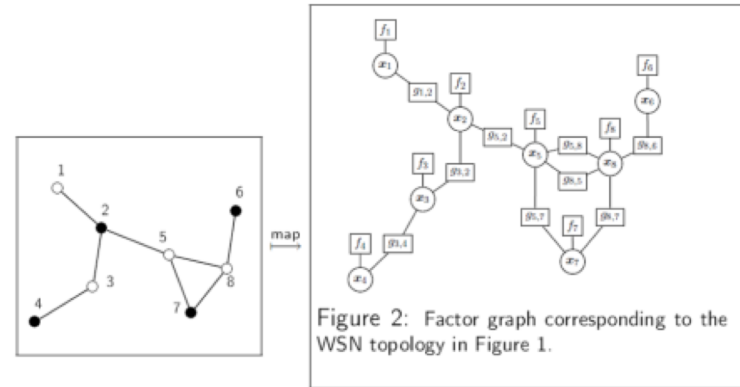 f₁
x₁
g₁,₂
f₂
x₂
g₅,₂
f₆
x₆
f₅
x₅
g₅,₈
f₈
x₈
g₈,₆
g₈,₅
f₃
g₃,₂
x₃
g₅,₇
g₈,₇
f₇
x₇
f₄
g₃,₄
x₄
1
2
6
5
3
8
4
7
map
Figure 2: Factor graph corresponding to the
WSN topology in Figure 1.